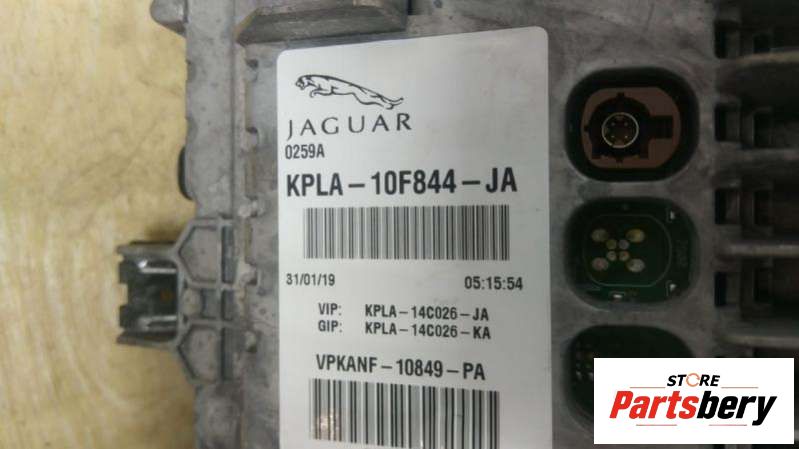 JAGUAR
0259A
KPLA-10F844-JA
31/01/19 05:15:54
VIP: KPLA-14C026-JA
GIP: KPLA-14C026-KA
VPKANF-10849-PA
STORE
Partsbery